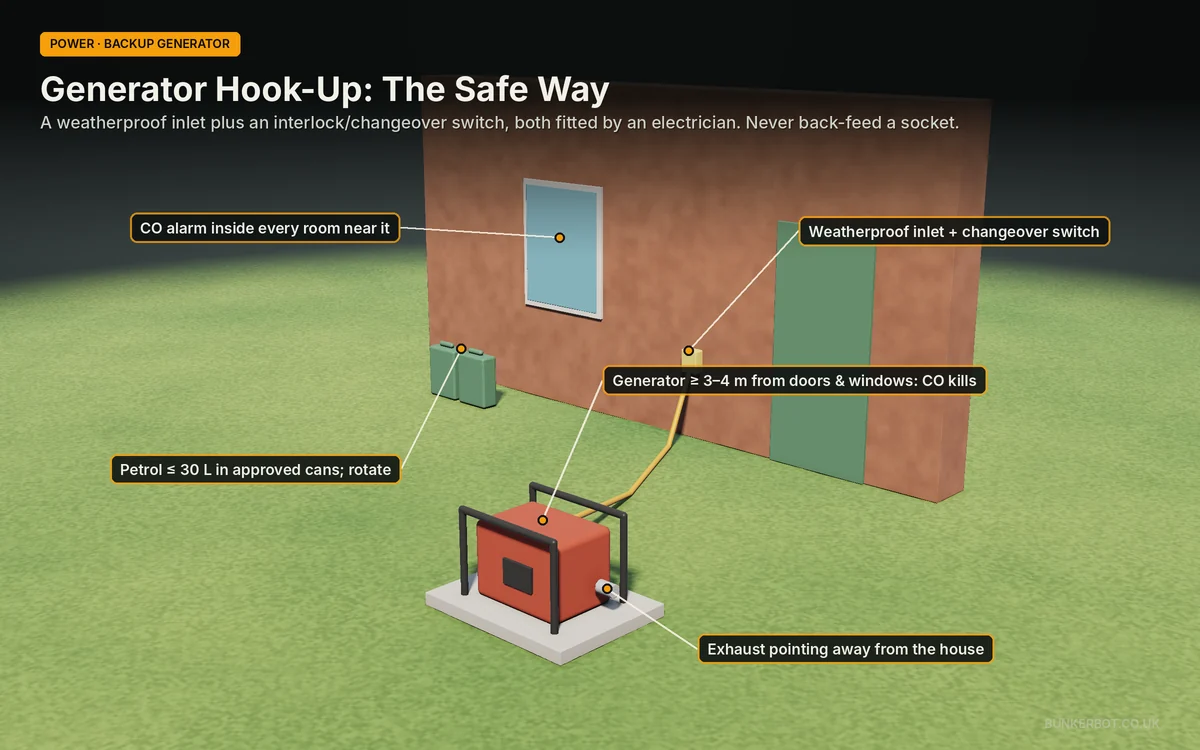 POWER · BACKUP GENERATOR
Generator Hook-Up: The Safe Way
A weatherproof inlet plus an interlock/changeover switch, both fitted by an electrician. Never back-feed a socket.
CO alarm inside every room near it
Weatherproof inlet + changeover switch
Generator ≥ 3–4 m from doors & windows: CO kills
Petrol ≤ 30 L in approved cans; rotate
Exhaust pointing away from the house
BUNKERBOT.CO.UK